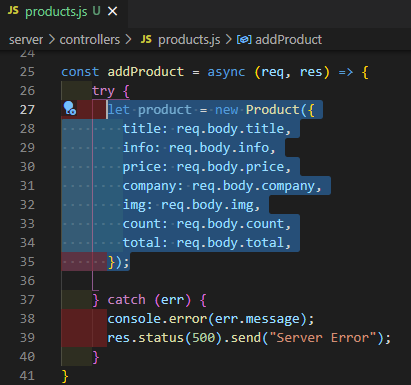 JS products.js U ×
server > controllers > JS products.js > addProduct
24
25 const addProduct = async (req, res) => {
26 try {
27 let product = new Product({
28 title: req.body.title,
29 info: req.body.info,
30 price: req.body.price,
31 company: req.body.company,
32 img: req.body.img,
33 count: req.body.count,
34 total: req.body.total,
35 });
36
37 } catch (err) {
38 console.error(err.message);
39 res.status(500).send("Server Error");
40 }
41 }